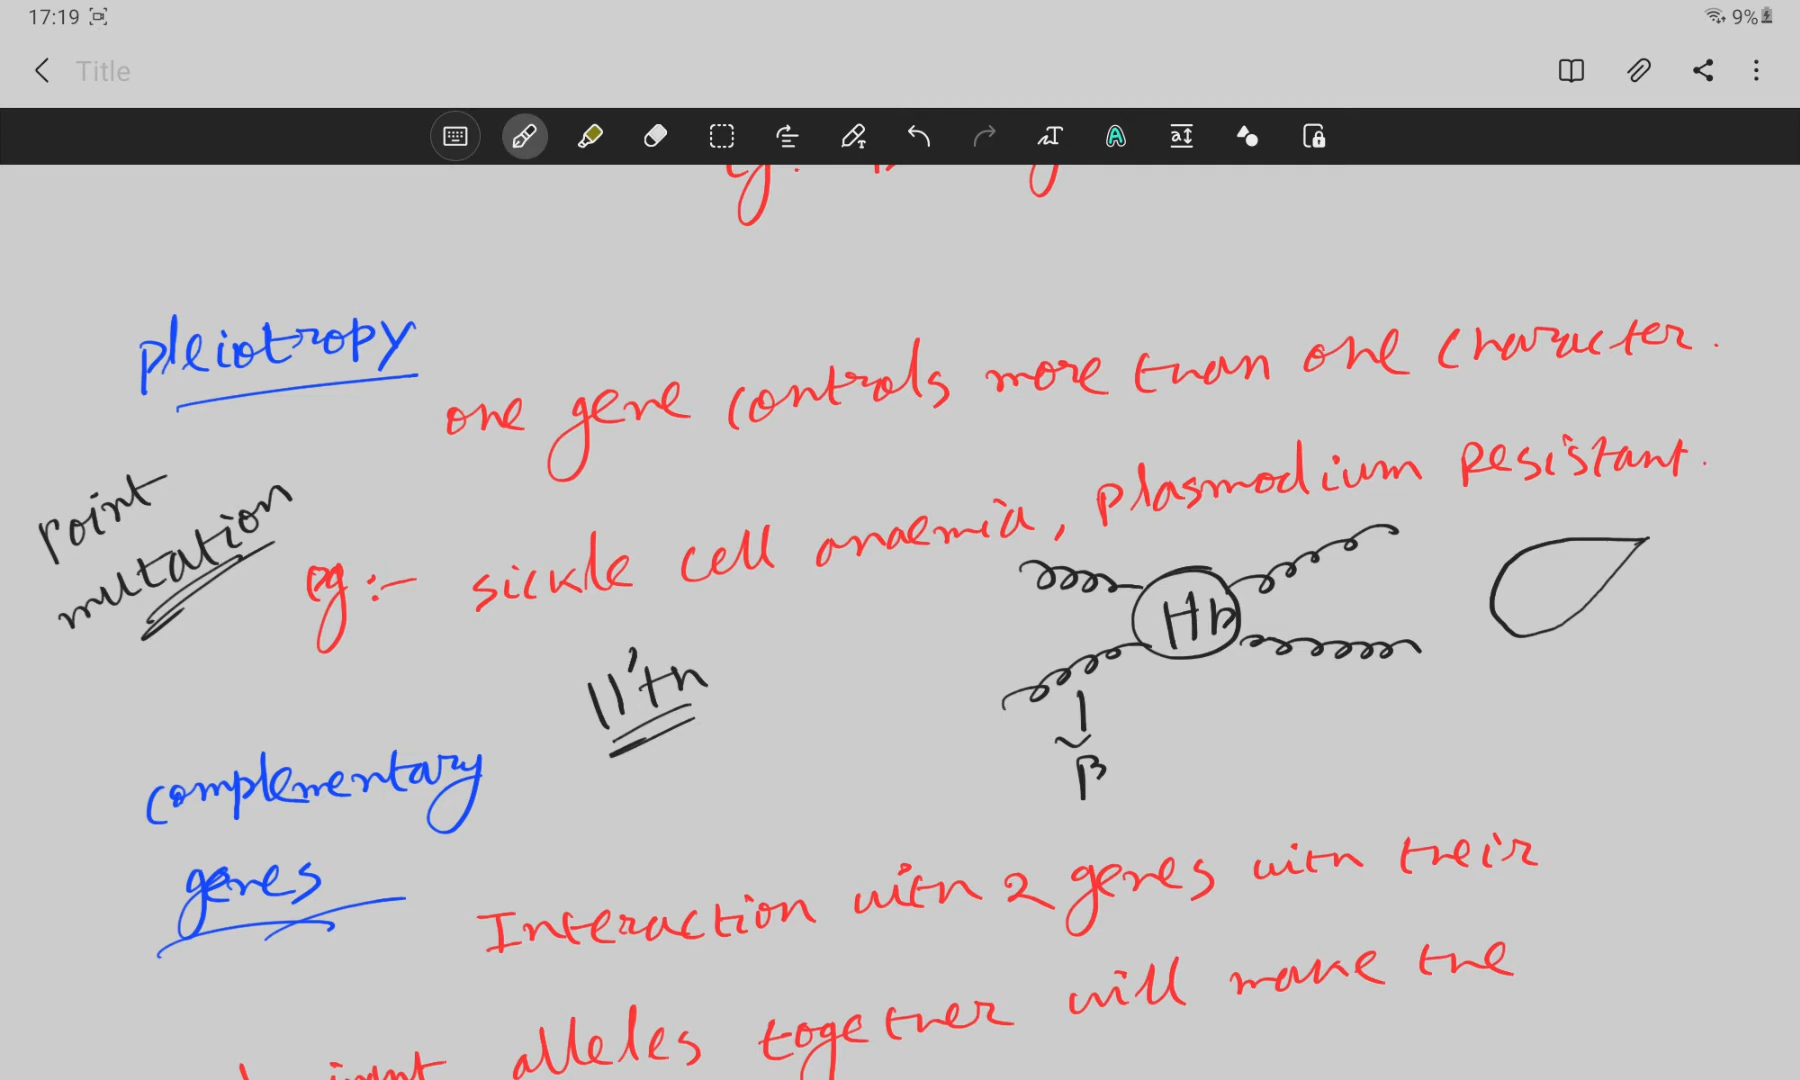 17:19
9%
Title
pleiotropy
one gene controls more than one character.
point
mutation
eg :- sickle cell anaemia, plasmodium resistant.
Hb
11'th
β
complementary
genes
Interaction with 2 genes with their
alleles together will make the